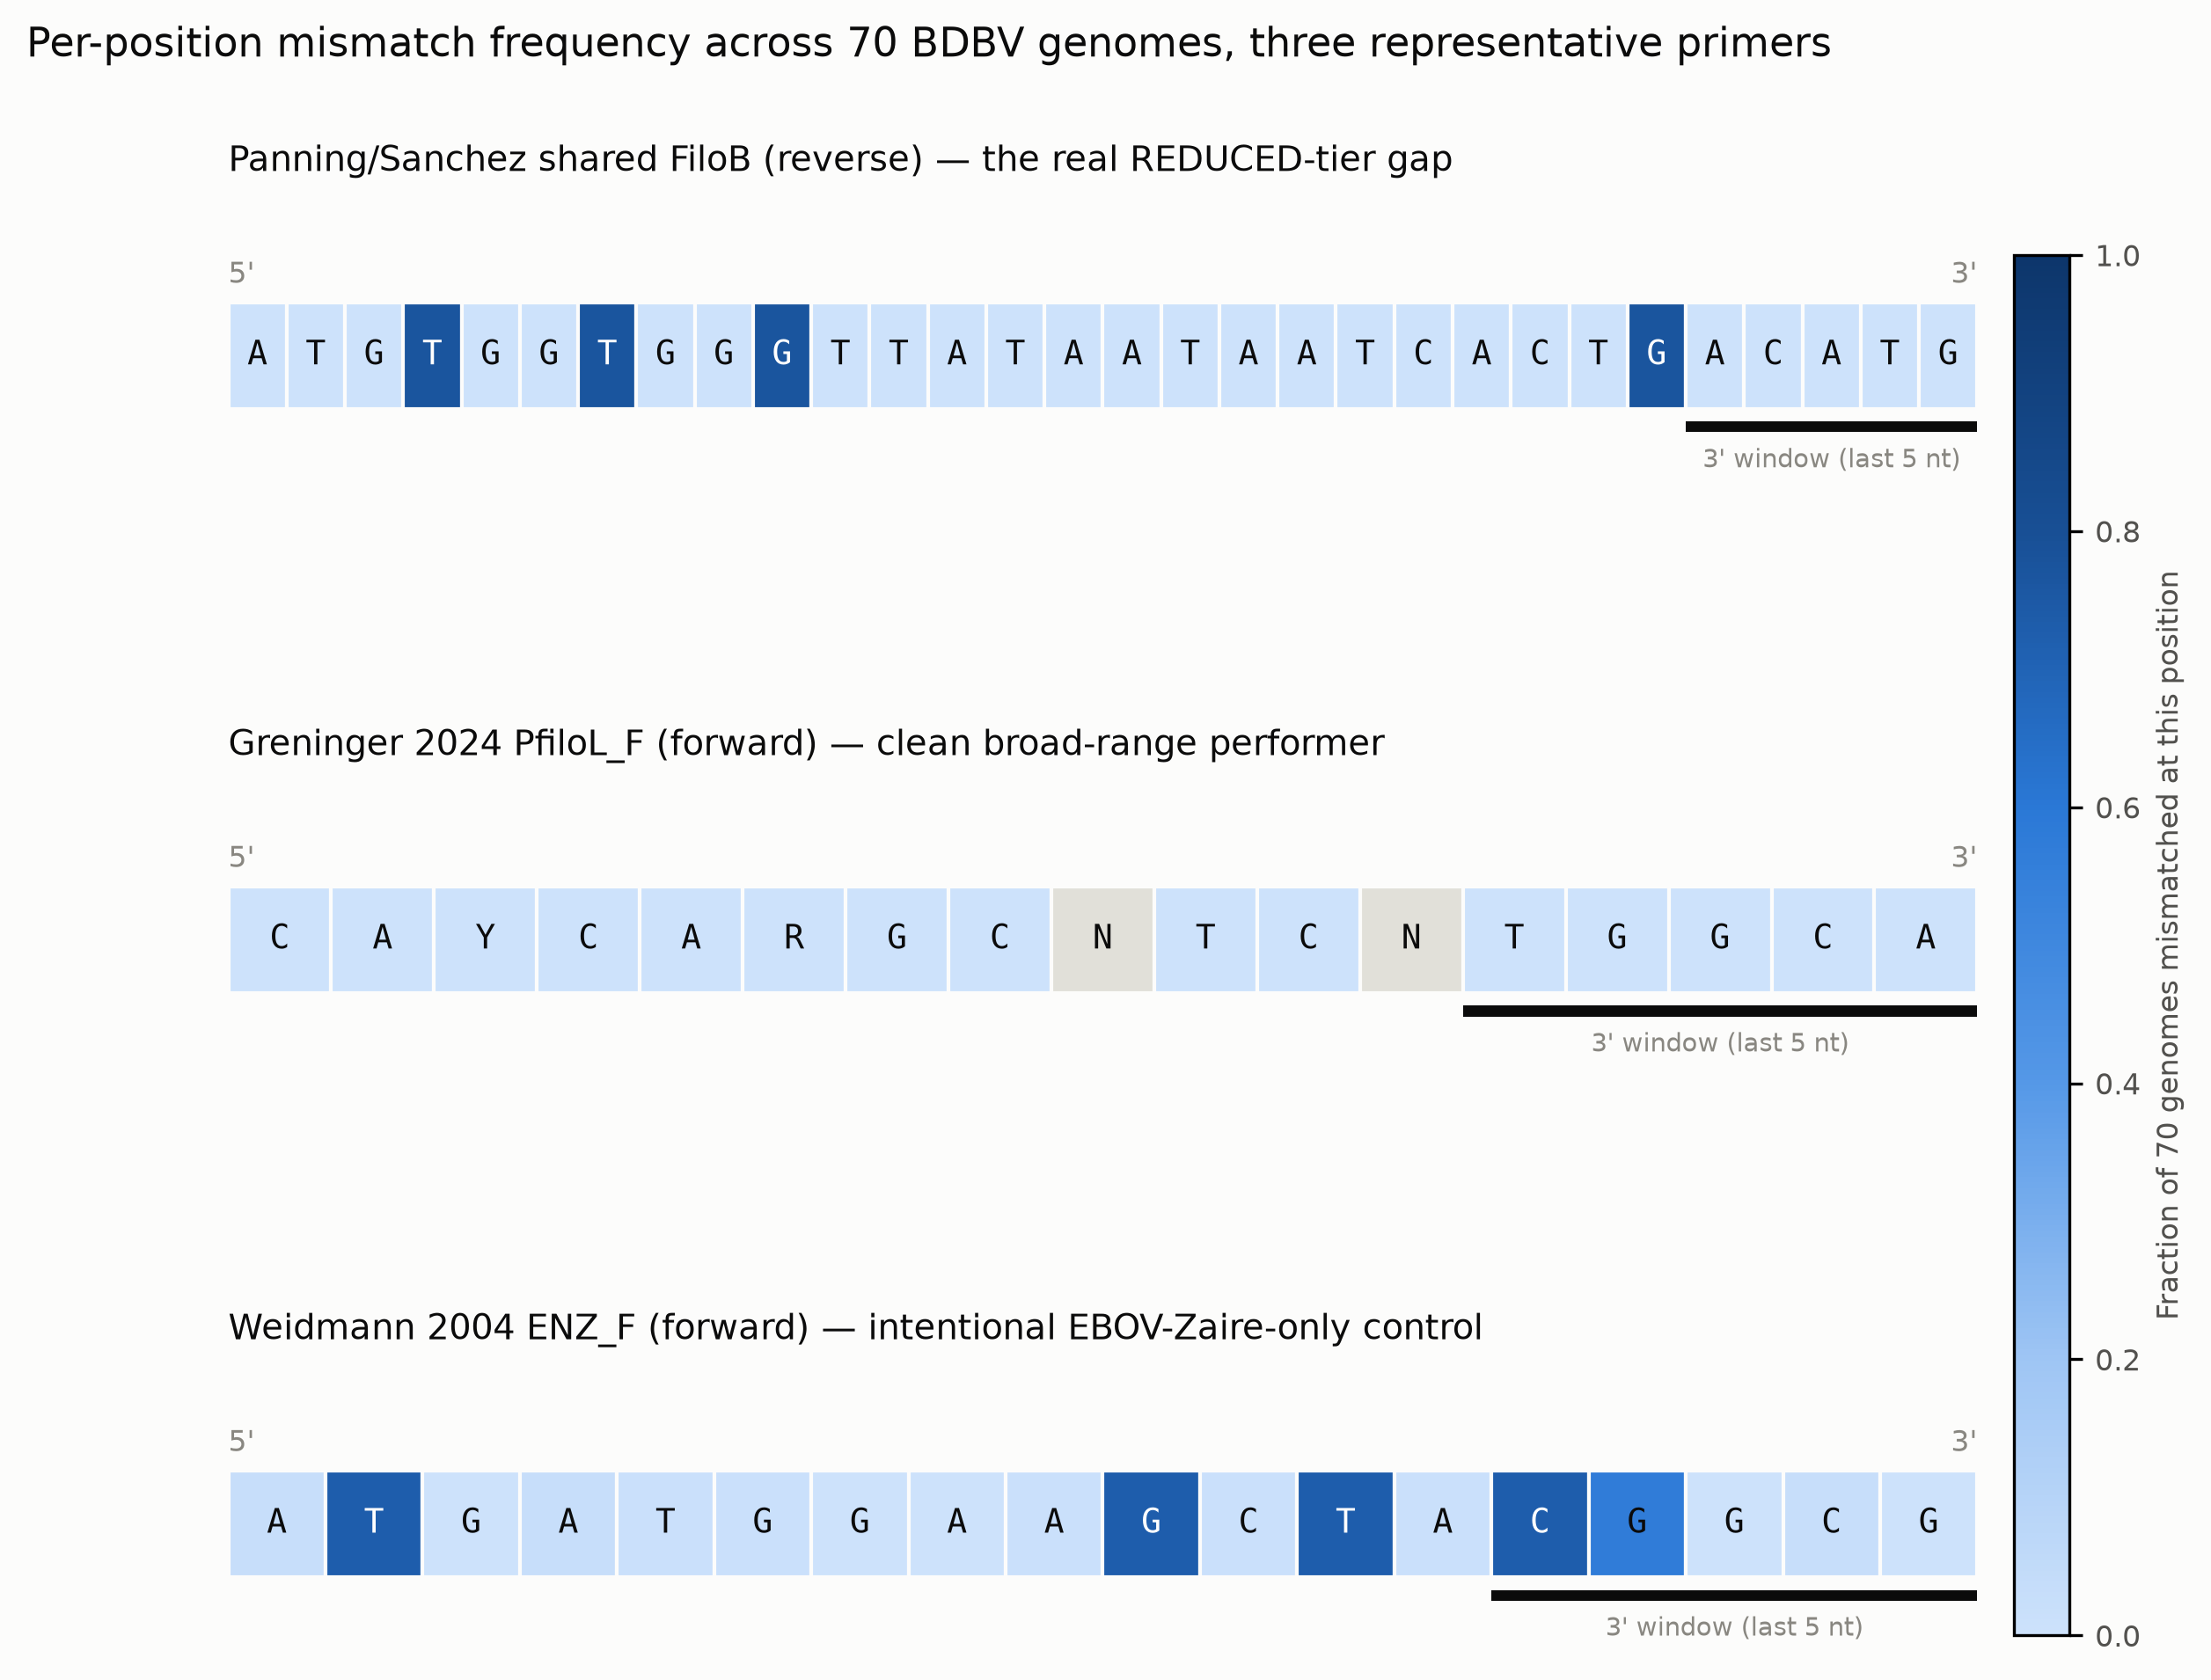 Per-position mismatch frequency across 70 BDBV genomes, three representative primers
Panning/Sanchez shared FiloB (reverse) — the real REDUCED-tier gap
5' 3'
A T G T G G T G G G T T A T A A T A A T C A C T G A C A T G
3' window (last 5 nt)
Greninger 2024 PfiloL_F (forward) — clean broad-range performer
5' 3'
C A Y C A R G C N T C N T G G C A
3' window (last 5 nt)
Weidmann 2004 ENZ_F (forward) — intentional EBOV-Zaire-only control
5' 3'
A T G A T G G A A G C T A C G G C G
3' window (last 5 nt)
1.0
0.8
0.6
0.4
0.2
0.0
Fraction of 70 genomes mismatched at this position